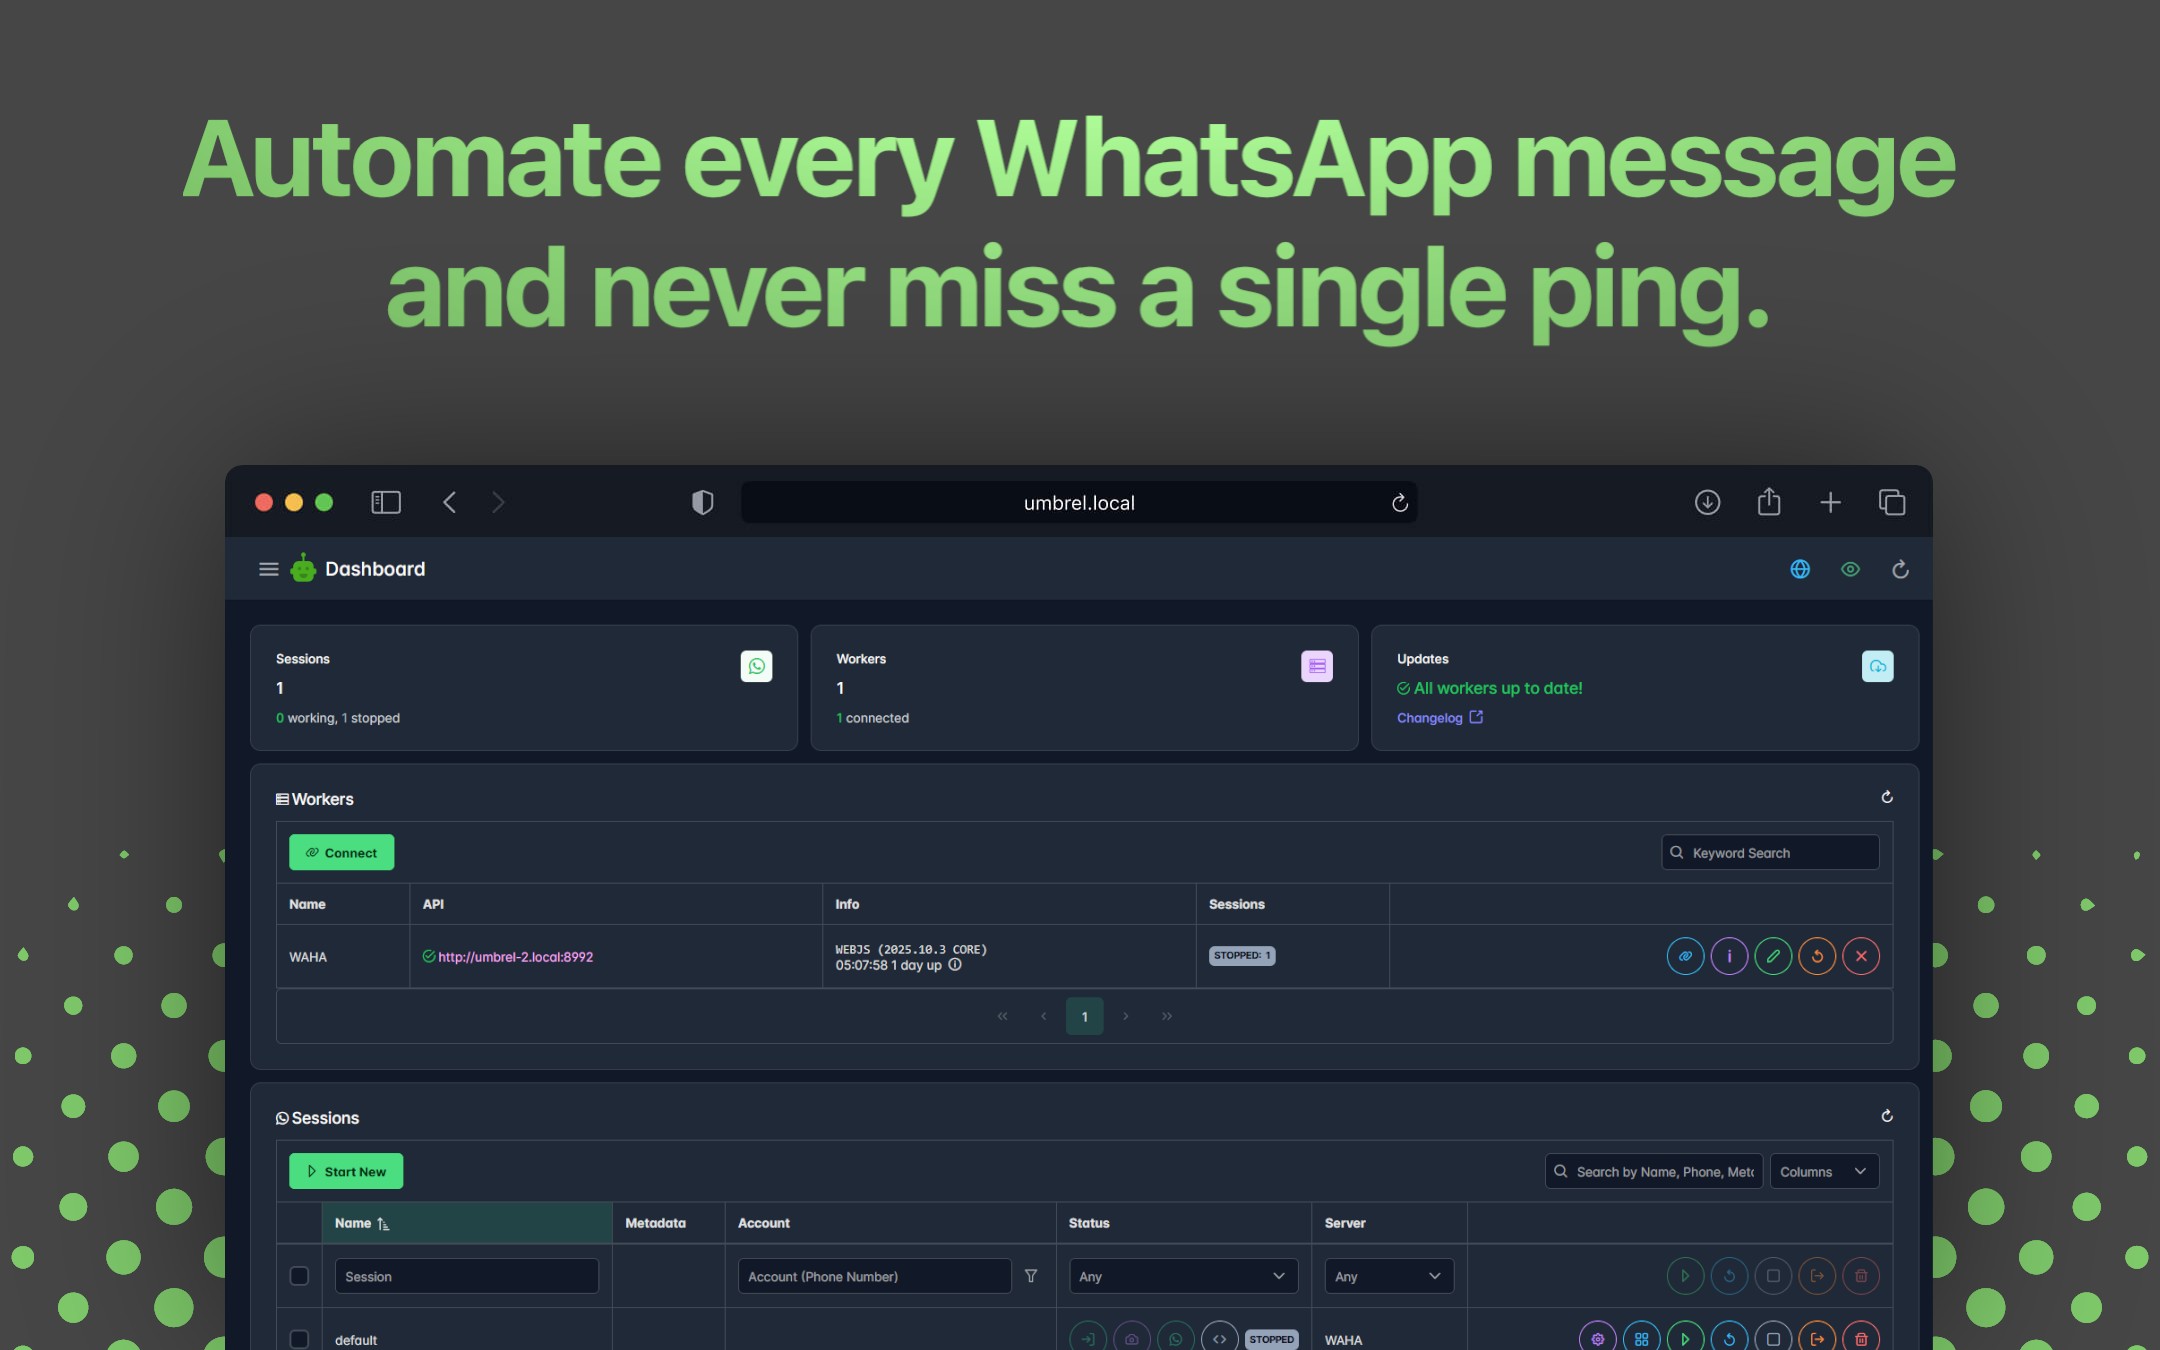 Automate every WhatsApp message
and never miss a single ping.
umbrel.local
Dashboard
Sessions
1
0 working, 1 stopped
Workers
1
1 connected
Updates
All workers up to date!
Changelog
Workers
Connect
Keyword Search
Name API Info Sessions
WAHA http://umbrel-2.local:8992 WEBJS (2025.10.3 CORE)
05:07:58 1 day up
STOPPED: 1
1
Sessions
Start New
Search by Name, Phone, Meta
Columns
Name Metadata Account Status Server
Session Account (Phone Number) Any Any
default STOPPED WAHA